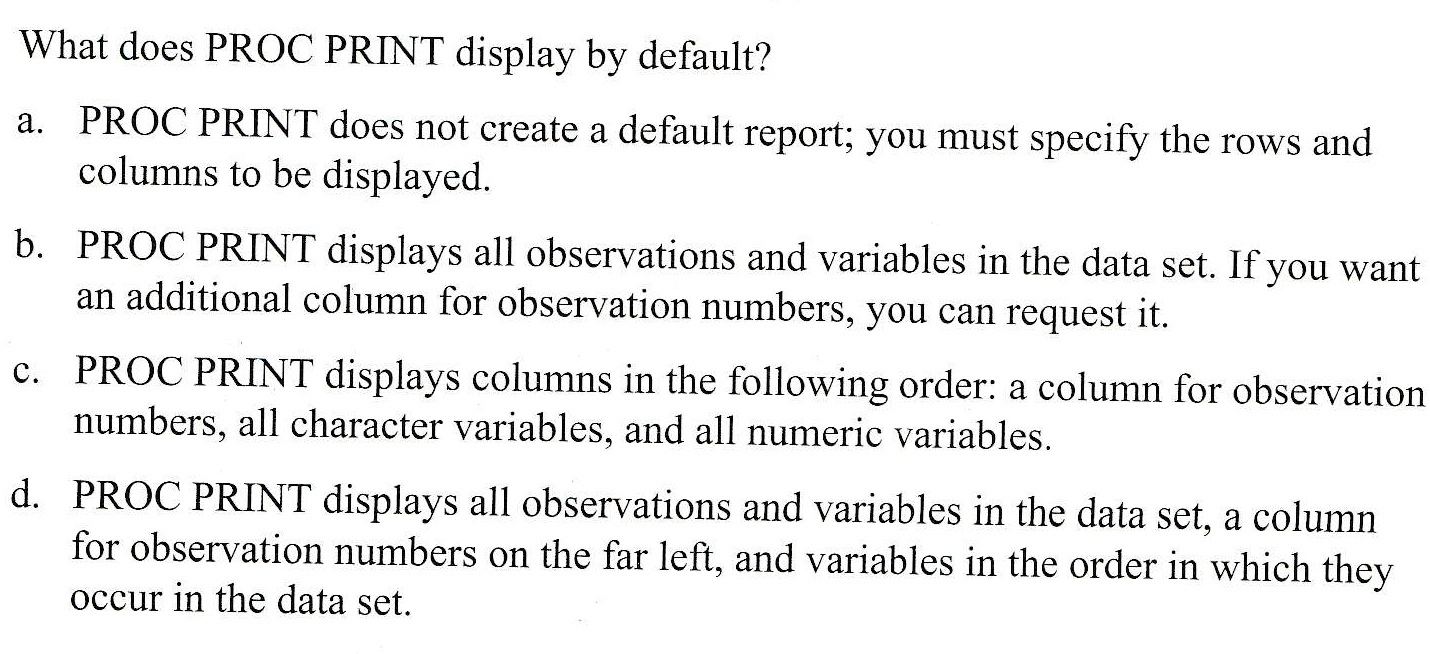 What does PROC PRINT display by default?
a. PROC PRINT does not create a default report; you must specify the rows and
columns to be displayed.
b. PROC PRINT displays all observations and variables in the data set. If you want
an additional column for observation numbers, you can request it.
c. PROC PRINT displays columns in the following order: a column for observation
numbers, all character variables, and all numeric variables.
d. PROC PRINT displays all observations and variables in the data set, a column
for observation numbers on the far left, and variables in the order in which they
occur in the data set.